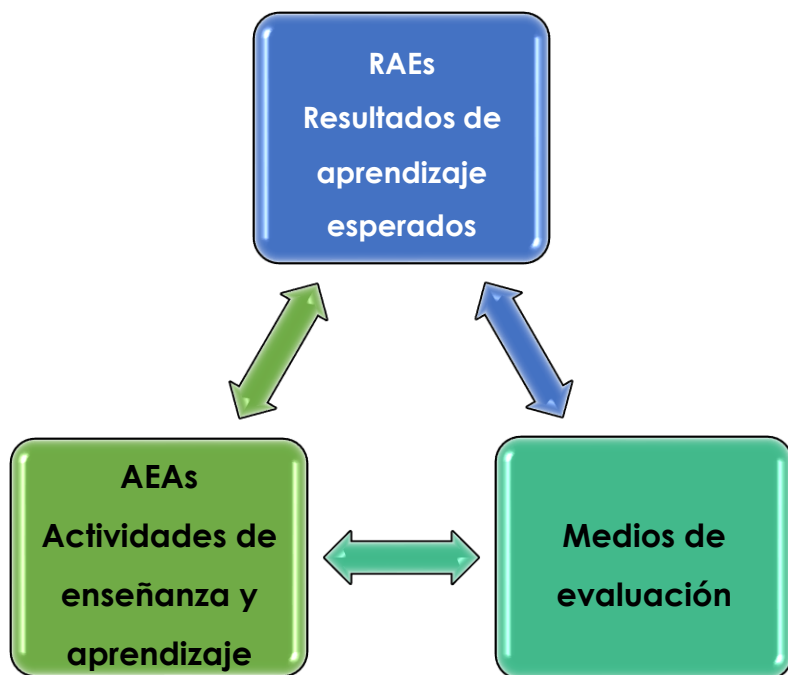 RAEs
Resultados de
aprendizaje
esperados
AEAs
Actividades de
enseñanza y
aprendizaje
Medios de
evaluación